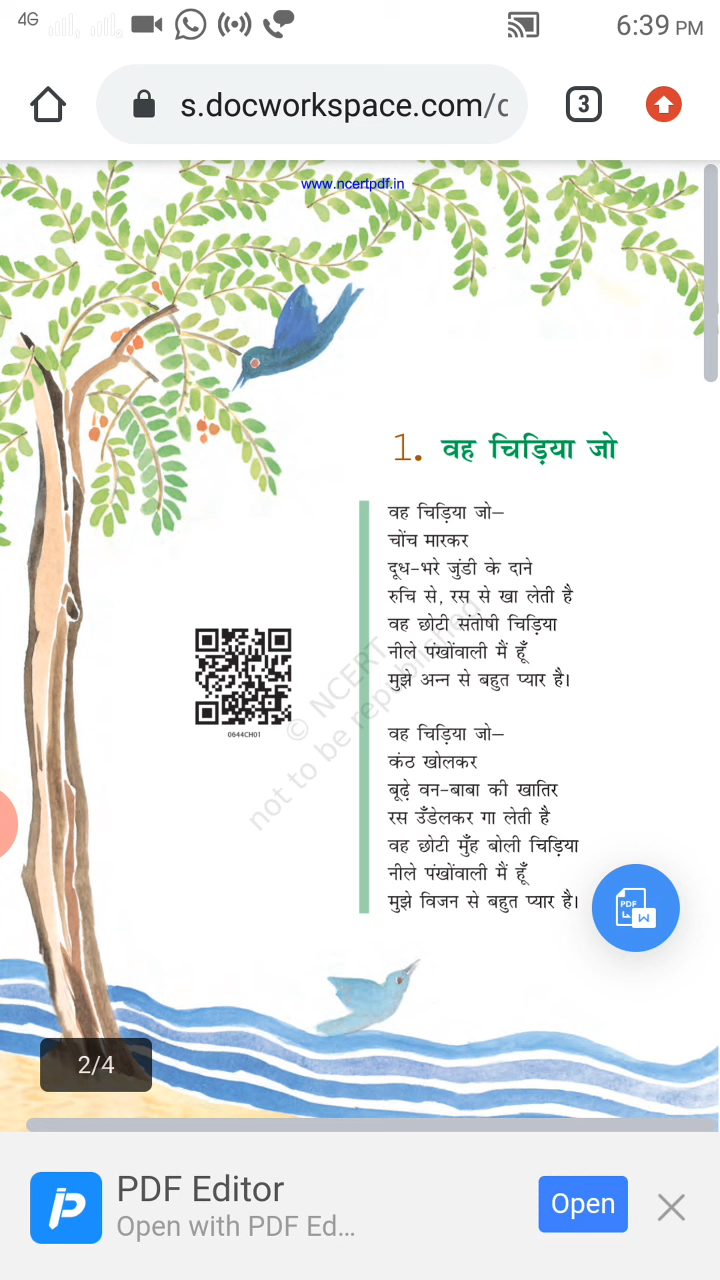 4G
6:39 PM
s.docworkspace.com/c
3
www.ncertpdf.in
1. वह चिड़िया जो
वह चिड़िया जो–
चोंच मारकर
दूध-भरे जुंडी के दाने
रुचि से, रस से खा लेती है
वह छोटी संतोषी चिड़िया
नीले पंखोंवाली मैं हूँ
मुझे अन्न से बहुत प्यार है।
वह चिड़िया जो–
कंठ खोलकर
बूढ़े वन-बाबा की खातिर
रस उँडेलकर गा लेती है
वह छोटी मुँह बोली चिड़िया
नीले पंखोंवाली मैं हूँ
मुझे विजन से बहुत प्यार है।
0644CH01
© NCERT
not to be republished
PDF
W
2/4
PDF Editor
Open with PDF Ed...
Open